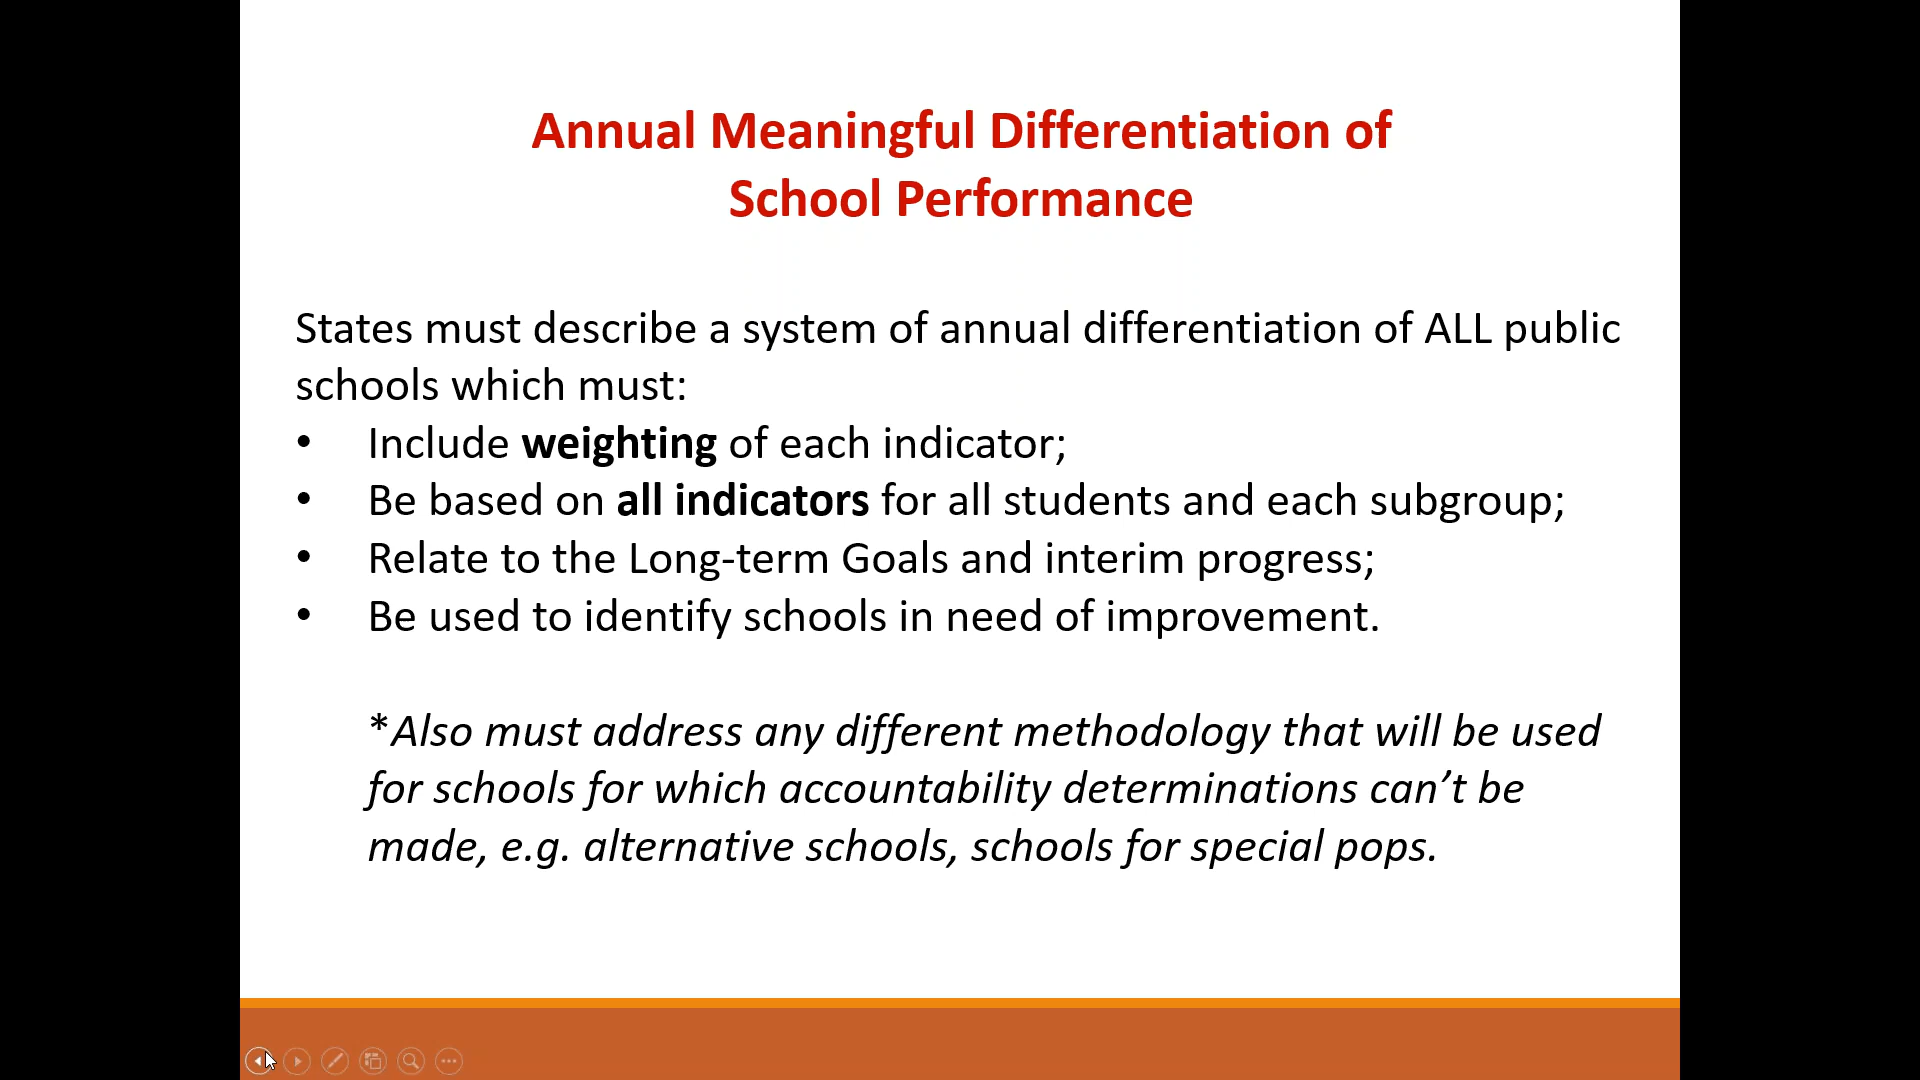 Annual Meaningful Differentiation of
School Performance
States must describe a system of annual differentiation of ALL public
schools which must:
• Include weighting of each indicator;
• Be based on all indicators for all students and each subgroup;
• Relate to the Long-term Goals and interim progress;
• Be used to identify schools in need of improvement.
*Also must address any different methodology that will be used
for schools for which accountability determinations can’t be
made, e.g. alternative schools, schools for special pops.